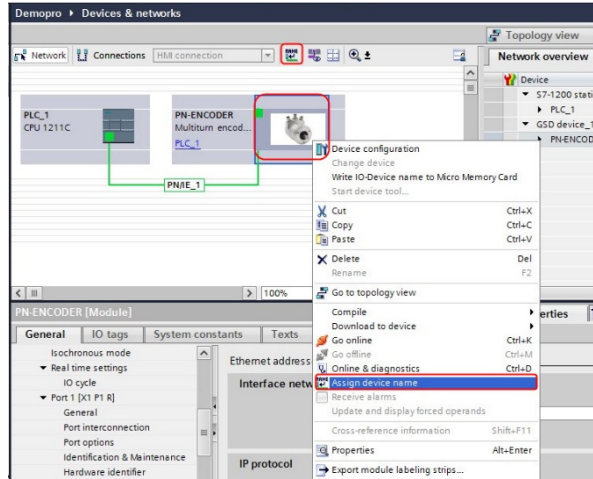 Demopro ▸ Devices & networks
Topology view
Network
Connections
HMI connection
Network overview
Device
S7-1200 stati
PLC_1
GSD device_1
PN-ENCOD
PLC_1
CPU 1211C
PN-ENCODER
Multiturn encod...
PLC_1
PN/IE_1
Device configuration
Change device
Write IO-Device name to Micro Memory Card
Start device tool...
Cut Ctrl+X
Copy Ctrl+C
Paste Ctrl+V
Delete Del
Rename F2
Go to topology view
Compile
Download to device
Go online Ctrl+K
Go offline Ctrl+M
Online & diagnostics Ctrl+D
Assign device name
Receive alarms
Update and display forced operands
Cross-reference information Shift+F11
Properties Alt+Enter
Export module labeling strips...
100%
PN-ENCODER [Module]
erties
General
IO tags
System constants
Texts
Isochronous mode
Real time settings
IO cycle
Port 1 [X1 P1 R]
General
Port interconnection
Port options
Identification & Maintenance
Hardware identifier
Ethernet address
Interface netw
IP protocol